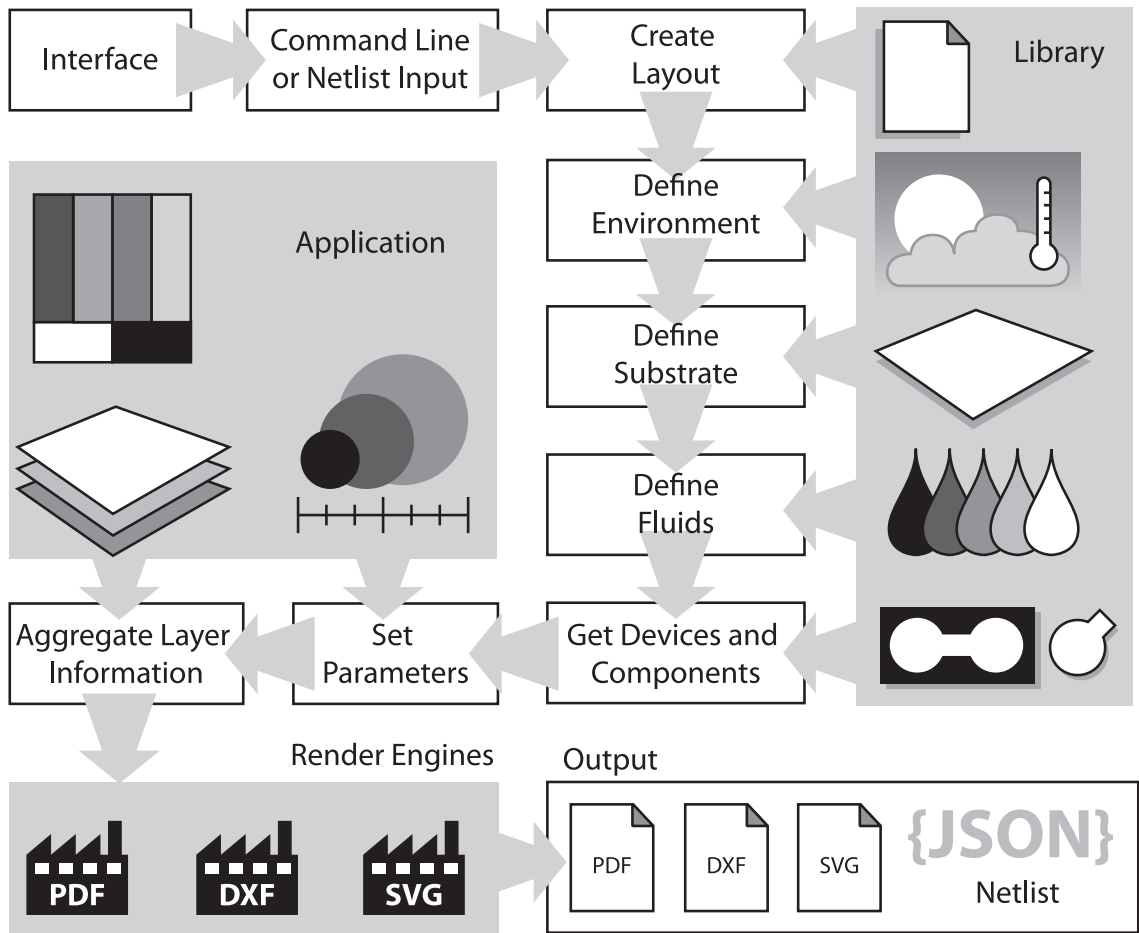 Interface
Command Line
or Netlist Input
Create
Layout
Library
Define
Environment
Application
Define
Substrate
Define
Fluids
Aggregate Layer
Information
Set
Parameters
Get Devices and
Components
Render Engines
Output
PDF
DXF
SVG
PDF
DXF
SVG
{JSON}
Netlist